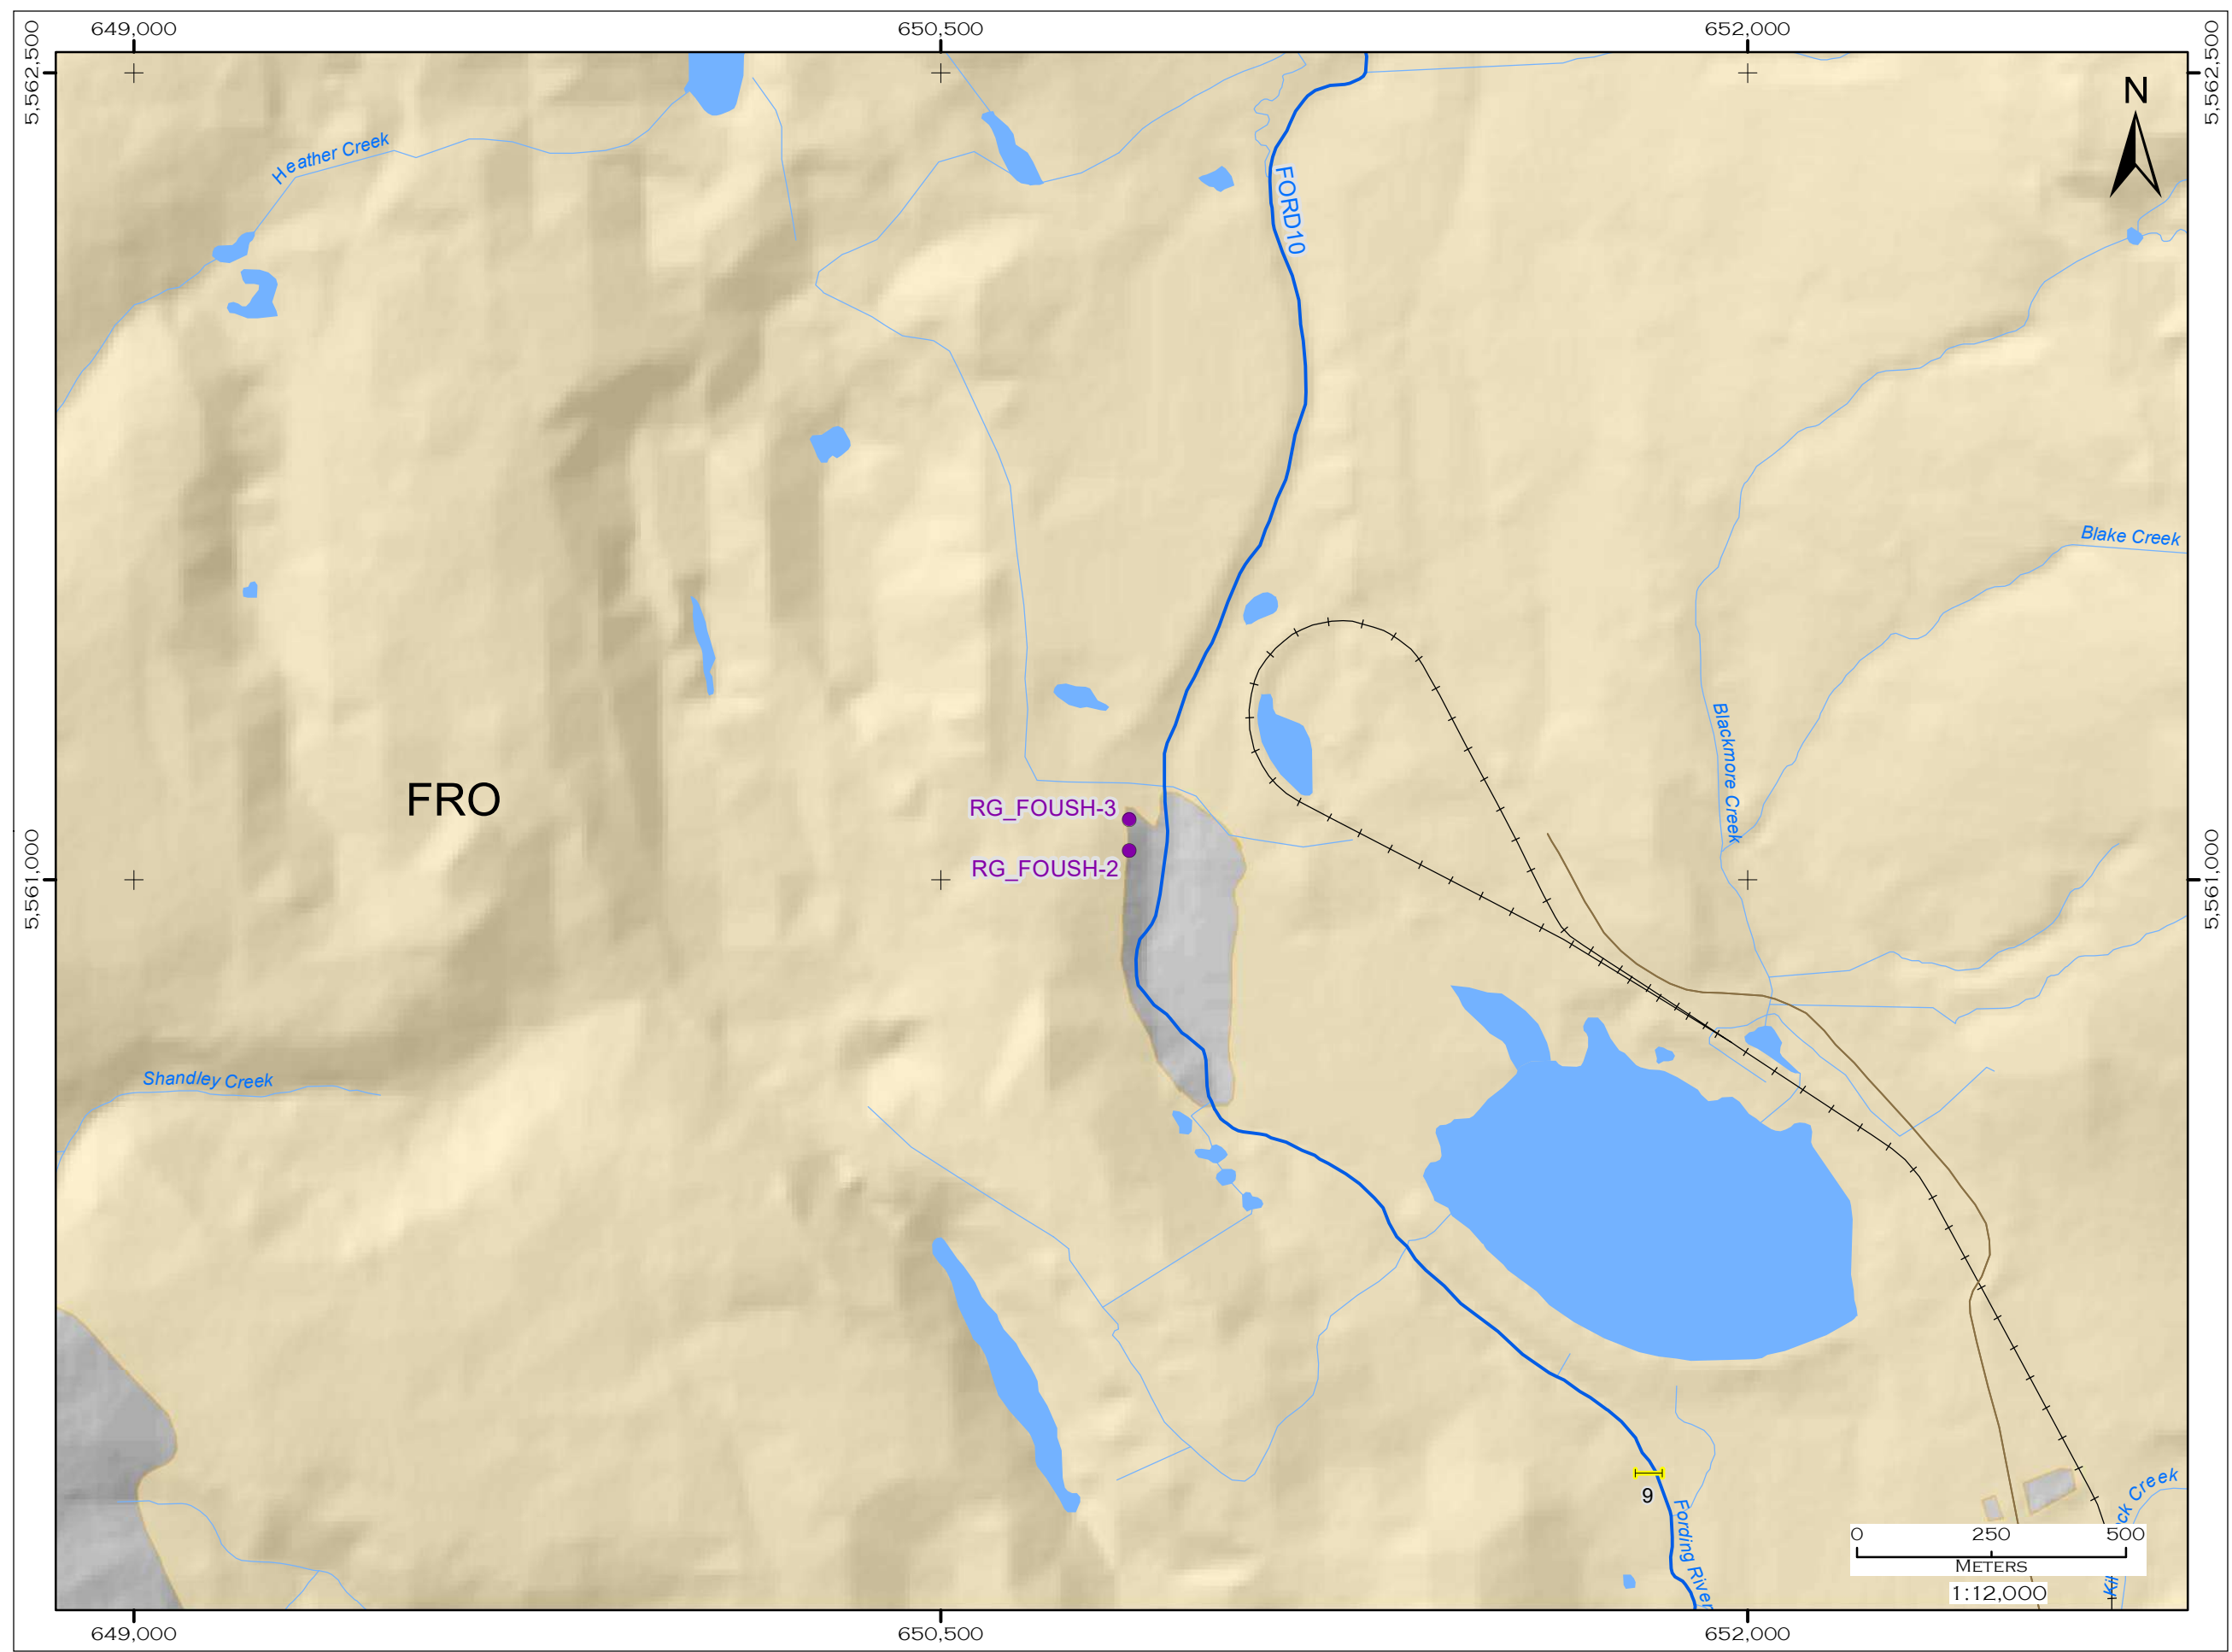 649,000 650,500 652,000
5,562,500
5,562,500
N
Heather Creek
FORD10
Blake Creek
Blackmore Creek
FRO
RG_FOUSH-3
RG_FOUSH-2
5,561,000
5,561,000
Shandley Creek
9
Fording River
ck Creek
Kil
0 250 500
METERS
1:12,000
649,000 650,500 652,000